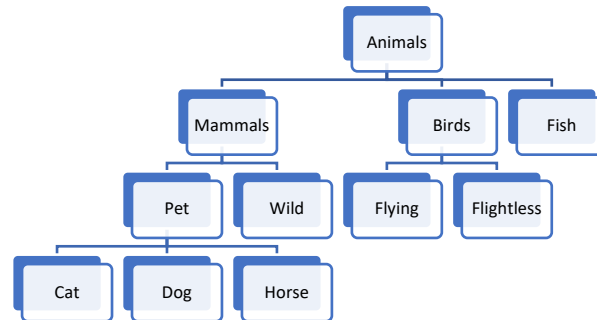 Animals
Mammals
Birds
Fish
Pet
Wild
Flying
Flightless
Cat
Dog
Horse